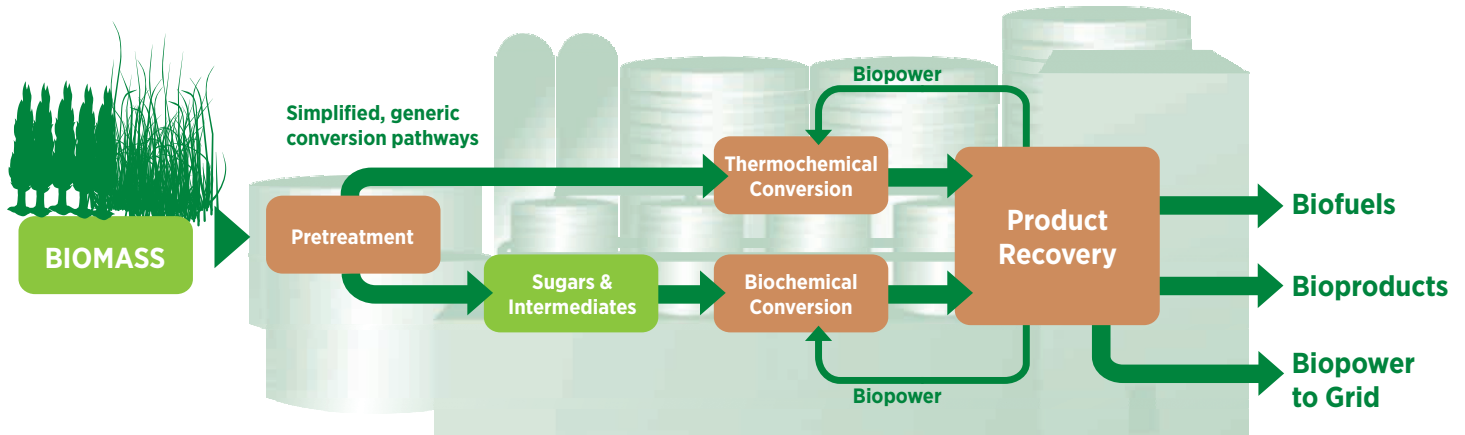 BIOMASS
Simplified, generic
conversion pathways
Pretreatment
Sugars &
Intermediates
Biopower
Thermochemical
Conversion
Biochemical
Conversion
Biopower
Product
Recovery
Biofuels
Bioproducts
Biopower
to Grid